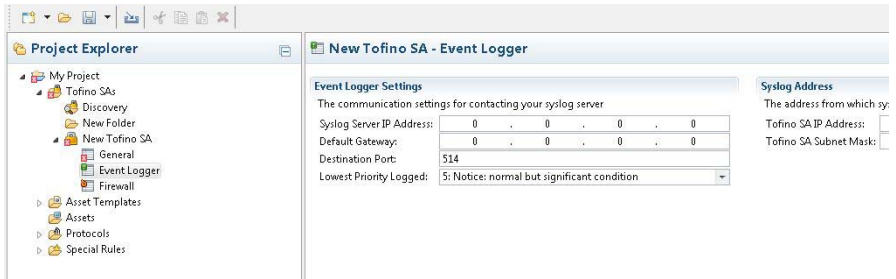 Project Explorer
My Project
Tofino SAs
Discovery
New Folder
New Tofino SA
General
Event Logger
Firewall
Asset Templates
Assets
Protocols
Special Rules
New Tofino SA - Event Logger
Event Logger Settings
The communication settings for contacting your syslog server
Syslog Server IP Address: 0 . 0 . 0 . 0
Default Gateway: 0 . 0 . 0 . 0
Destination Port: 514
Lowest Priority Logged: 5: Notice: normal but significant condition
Syslog Address
The address from which sy
Tofino SA IP Address:
Tofino SA Subnet Mask: